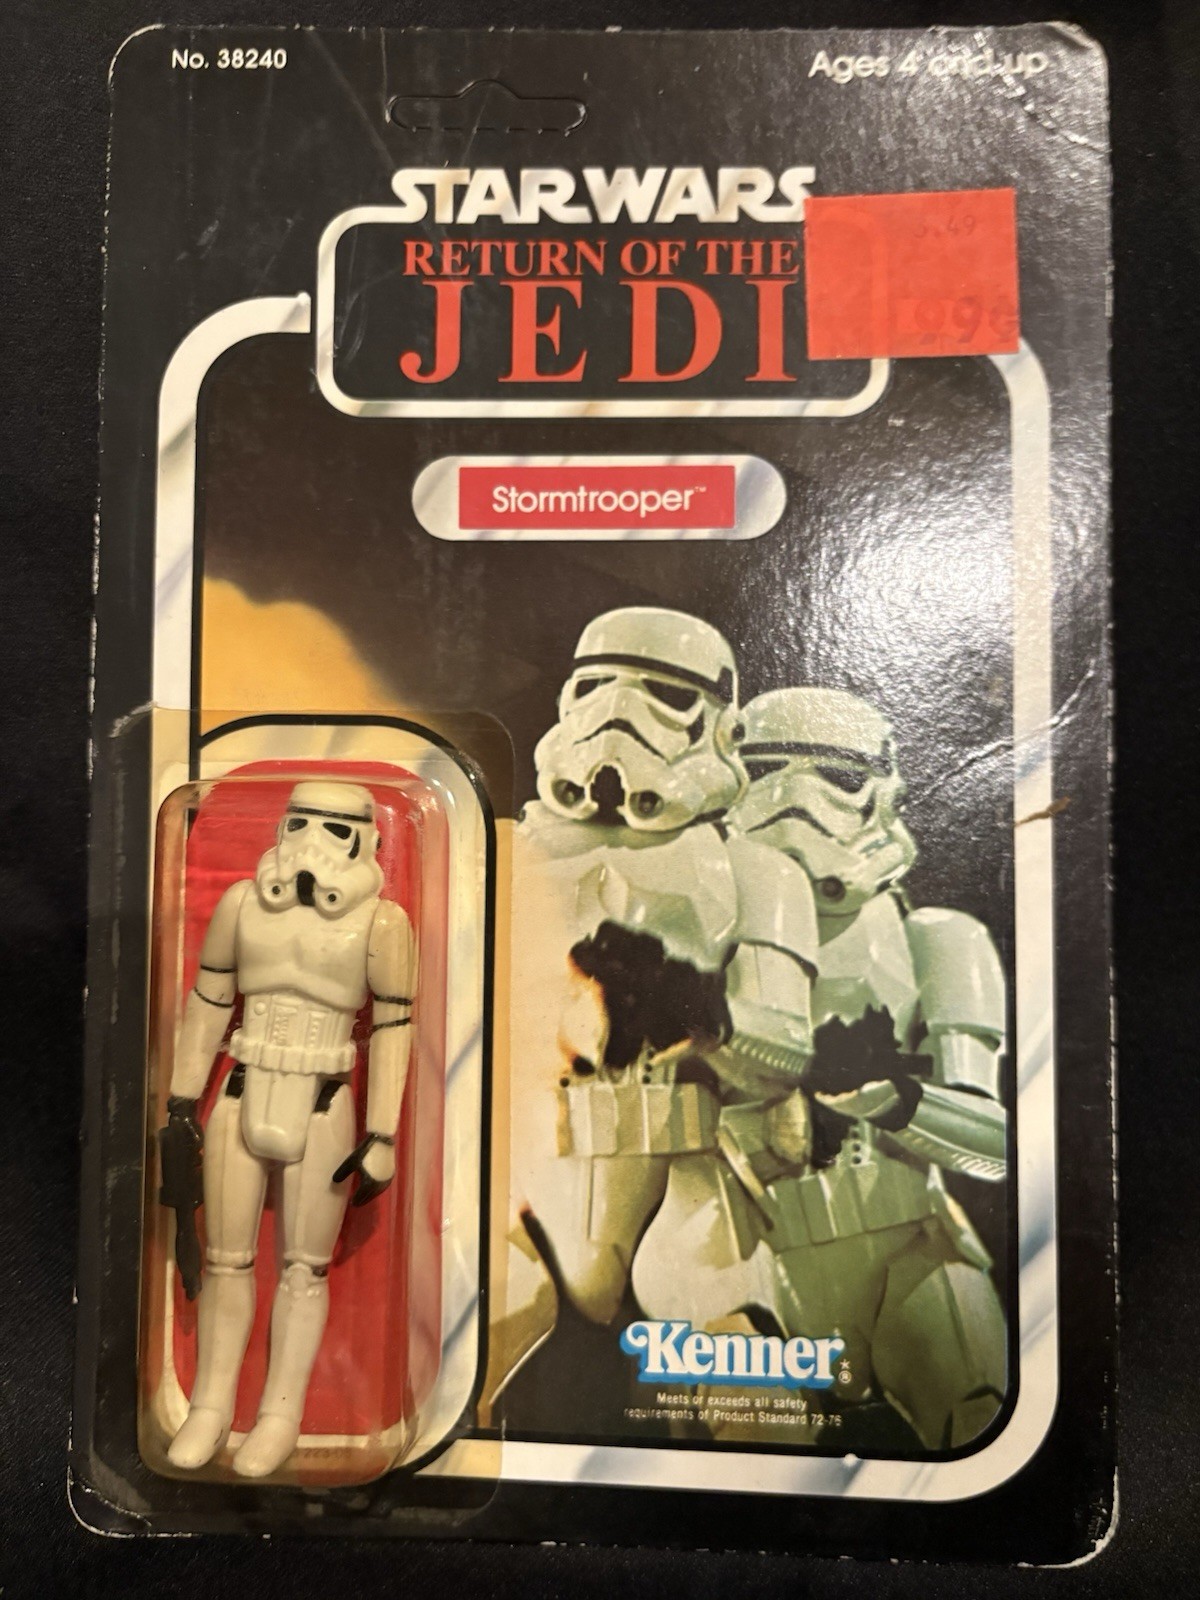 No. 38240
Ages 4 and up
STAR WARS
RETURN OF THE
JEDI
Stormtrooper™
Kenner®
Meets or exceeds all safety
requirements of Product Standard 72-76